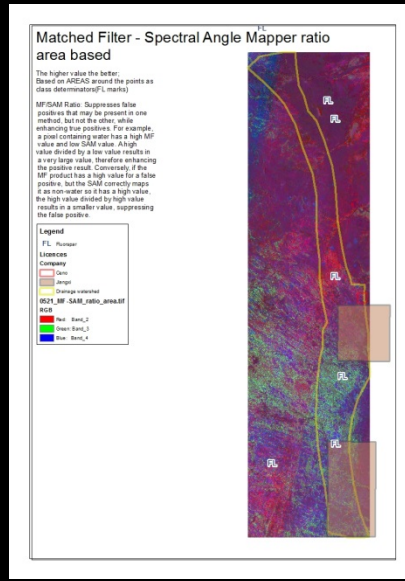 FL
Matched Filter - Spectral Angle Mapper ratio
area based
The higher value the better;
Based on AREAS around the points as
class determinators(FL marks)
MF/SAM Ratio: Suppresses false
positives that may be present in one
method, but not the other, while
enhancing true positives. For example,
a pixel containing water has a high MF
value and low SAM value. A high
value divided by a low value results in
a very large value, therefore enhancing
the positive result. Conversely, if the
MF product has a high value for a false
positive, but the SAM correctly maps
it as non-water so it has a high value,
the high value divided by high value
results in a smaller value, suppressing
the false positive.
Legend
FL Fluorspar
Licences
Company
Drainage watershed
0521_MF-SAM_ratio_area.tif
RGB
Red: Band_2
Green: Band_3
Blue: Band_4
FL
FL
FL
FL
FL
FL